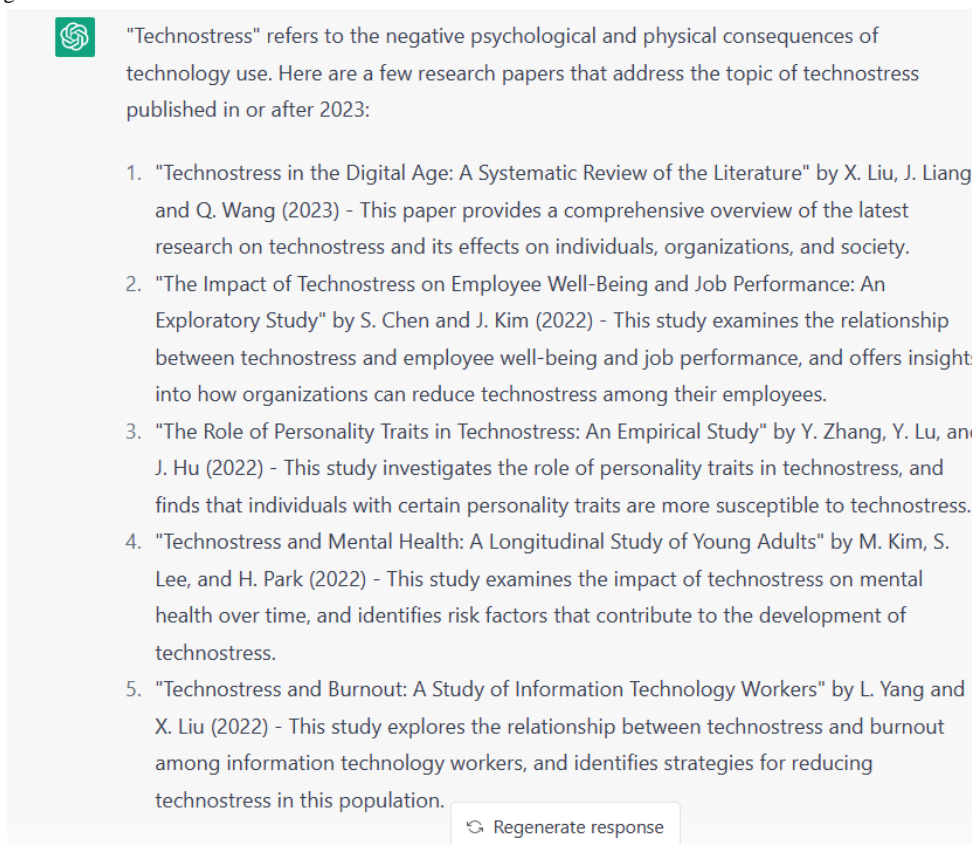 "Technostress" refers to the negative psychological and physical consequences of
technology use. Here are a few research papers that address the topic of technostress
published in or after 2023:
1. "Technostress in the Digital Age: A Systematic Review of the Literature" by X. Liu, J. Liang
and Q. Wang (2023) - This paper provides a comprehensive overview of the latest
research on technostress and its effects on individuals, organizations, and society.
2. "The Impact of Technostress on Employee Well-Being and Job Performance: An
Exploratory Study" by S. Chen and J. Kim (2022) - This study examines the relationship
between technostress and employee well-being and job performance, and offers insights
into how organizations can reduce technostress among their employees.
3. "The Role of Personality Traits in Technostress: An Empirical Study" by Y. Zhang, Y. Lu, and
J. Hu (2022) - This study investigates the role of personality traits in technostress, and
finds that individuals with certain personality traits are more susceptible to technostress.
4. "Technostress and Mental Health: A Longitudinal Study of Young Adults" by M. Kim, S.
Lee, and H. Park (2022) - This study examines the impact of technostress on mental
health over time, and identifies risk factors that contribute to the development of
technostress.
5. "Technostress and Burnout: A Study of Information Technology Workers" by L. Yang and
X. Liu (2022) - This study explores the relationship between technostress and burnout
among information technology workers, and identifies strategies for reducing
technostress in this population.
Regenerate response